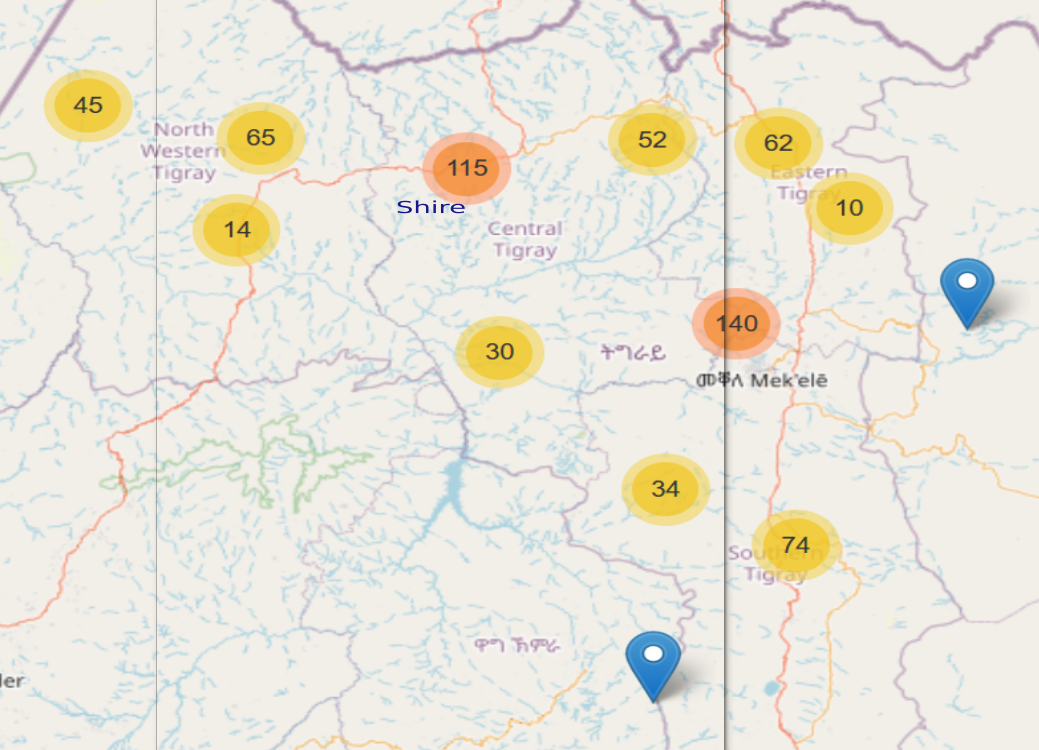 45
North
Western
Tigray
65
115
52
62
Eastern
Tigray
10
Shire
14
Central
Tigray
140
30
ትግራይ
መቐለ Mek'elē
34
74
Southern
Tigray
ዋግ ኽምራ